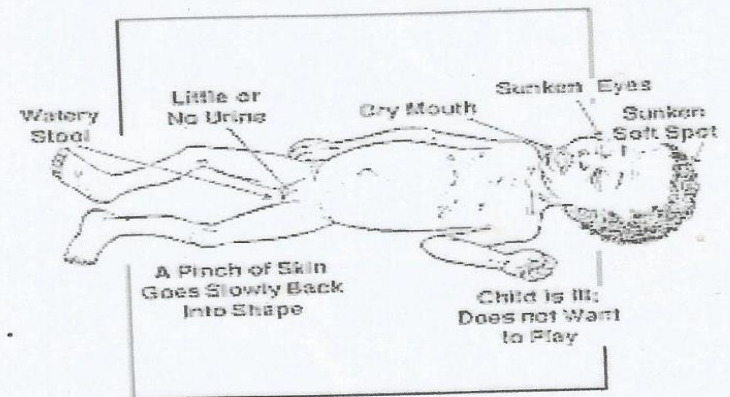 Watery
Stool
Little or
No Urine
Dry Mouth
Sunken Eyes
Sunken
Soft Spot
A Pinch of Skin
Goes Slowly Back
Into Shape
Child is Ill;
Does not Want
to Play